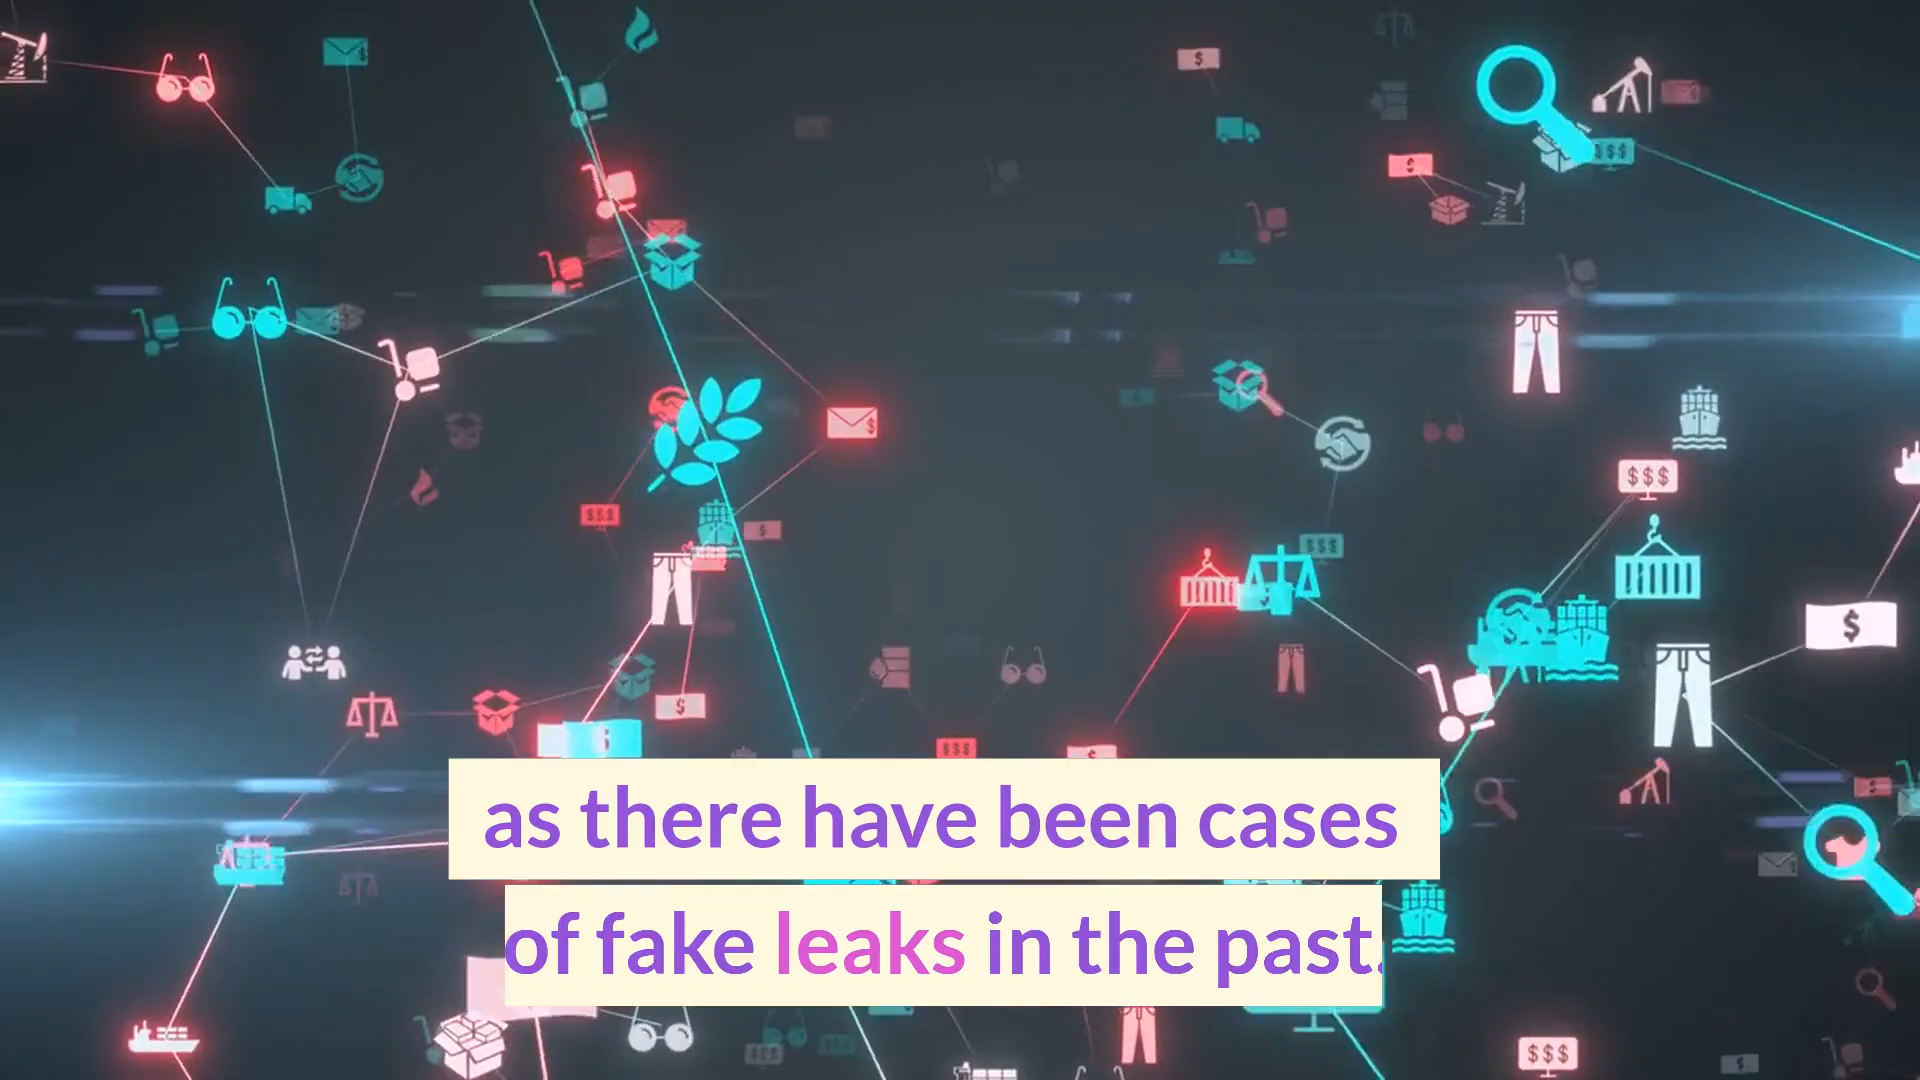 as there have been cases
of fake leaks in the past.